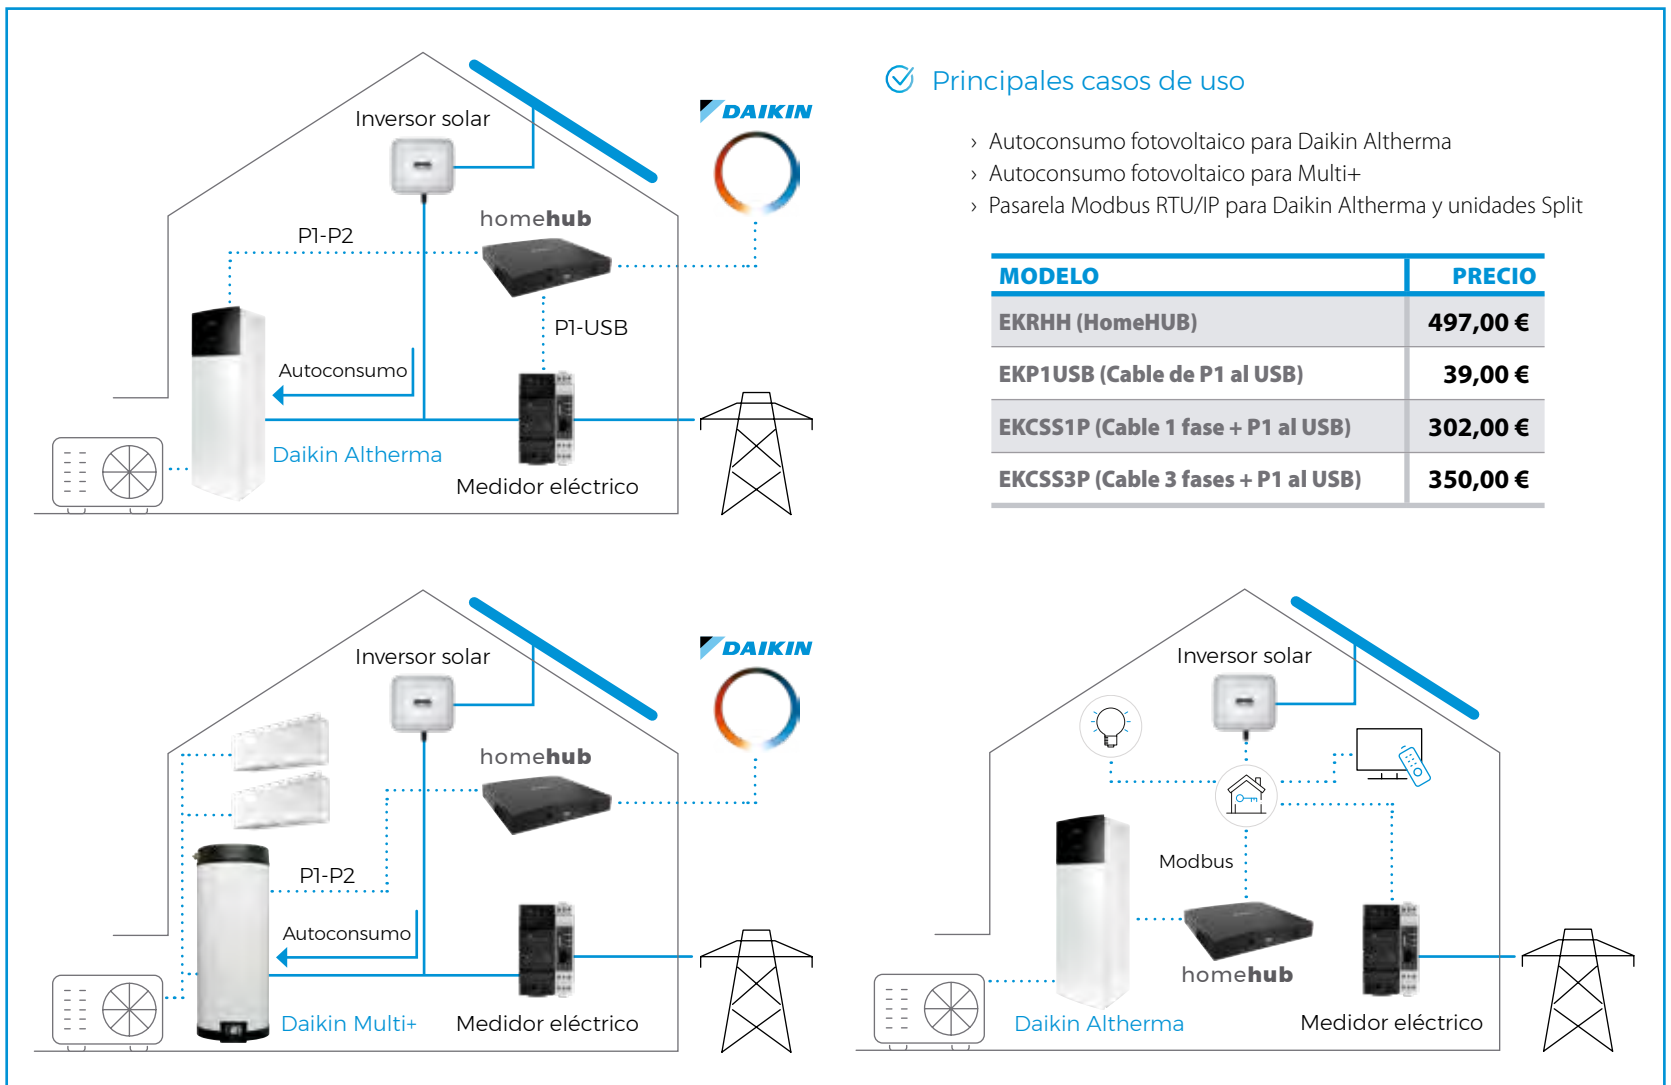 Inversor solar
DAIKIN
homehub
P1-P2
P1-USB
Autoconsumo
Daikin Altherma
Medidor eléctrico
Principales casos de uso
› Autoconsumo fotovoltaico para Daikin Altherma
› Autoconsumo fotovoltaico para Multi+
› Pasarela Modbus RTU/IP para Daikin Altherma y unidades Split
MODELO PRECIO
EKRHH (HomeHUB) 497,00 €
EKP1USB (Cable de P1 al USB) 39,00 €
EKCSS1P (Cable 1 fase + P1 al USB) 302,00 €
EKCSS3P (Cable 3 fases + P1 al USB) 350,00 €
Inversor solar
DAIKIN
homehub
P1-P2
Autoconsumo
Daikin Multi+
Medidor eléctrico
Inversor solar
Modbus
homehub
Daikin Altherma
Medidor eléctrico